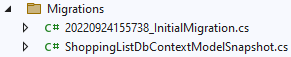 Migrations
C# 20220924155738_InitialMigration.cs
C# ShoppingListDbContextModelSnapshot.cs